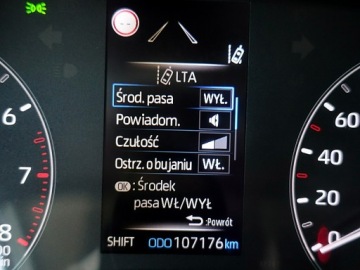 LTA
Środ. pasa WYŁ.
Powiadom.
Czułość
Ostrz. o bujaniu WŁ.
OK : Środek
pasa WŁ/WYŁ
:Powrót
SHIFT ODO 107176 km
6
7
8
60
40
20
0